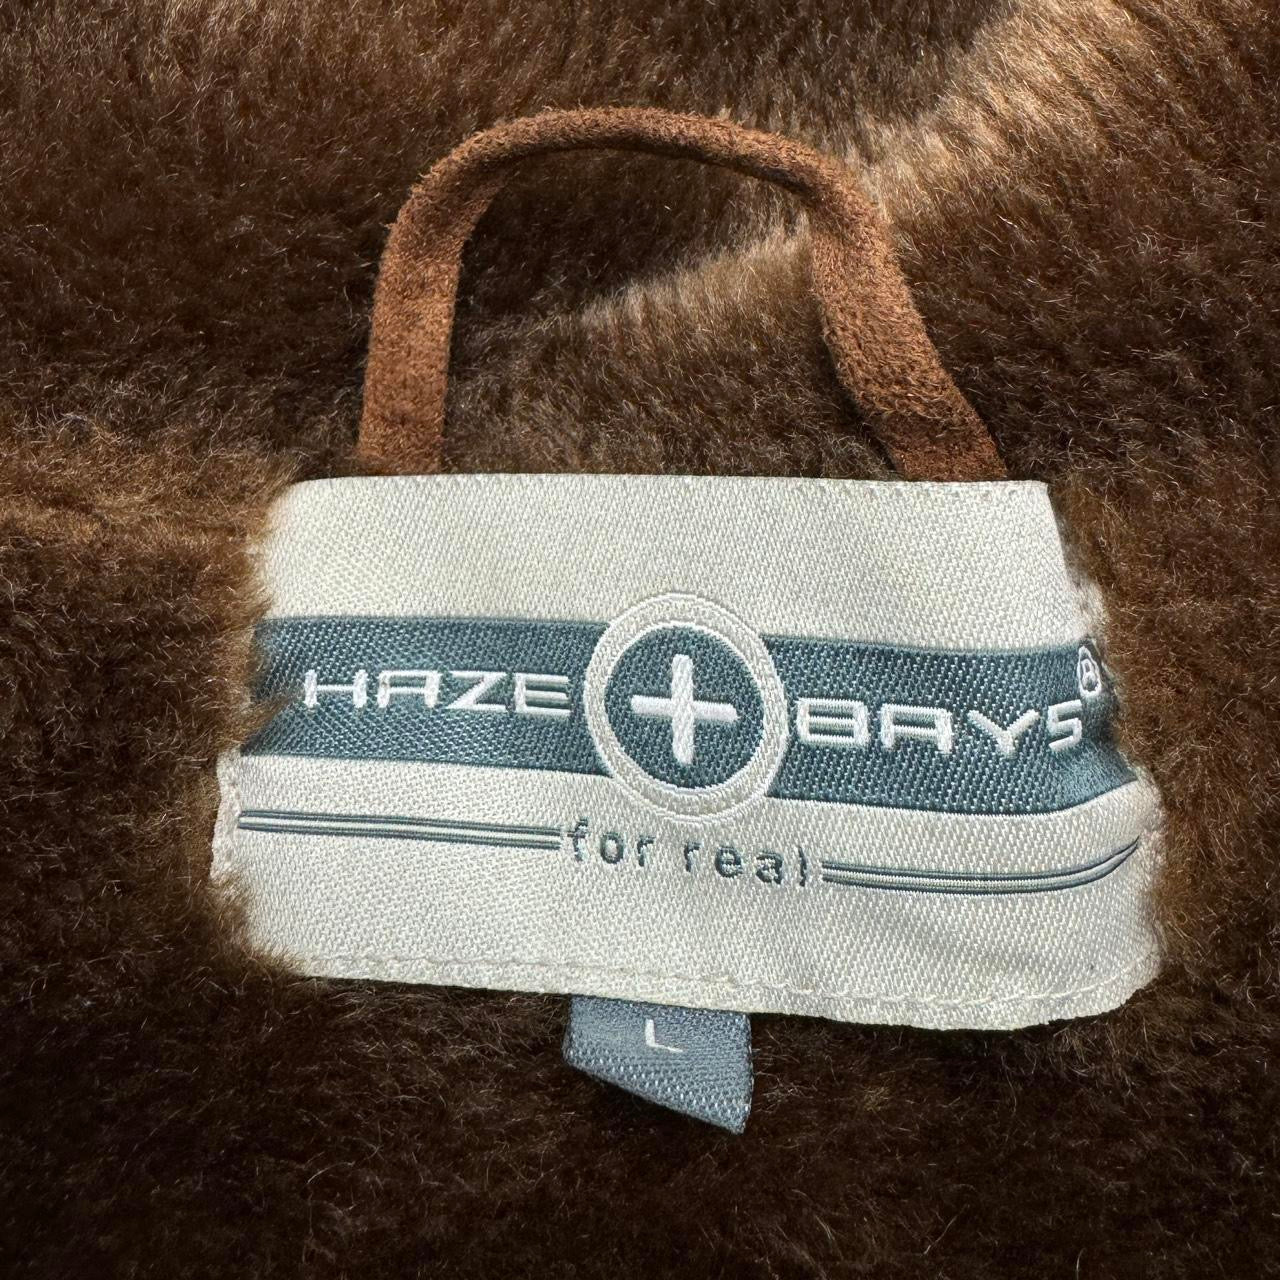 HAZE + BAYS ®
for real
L